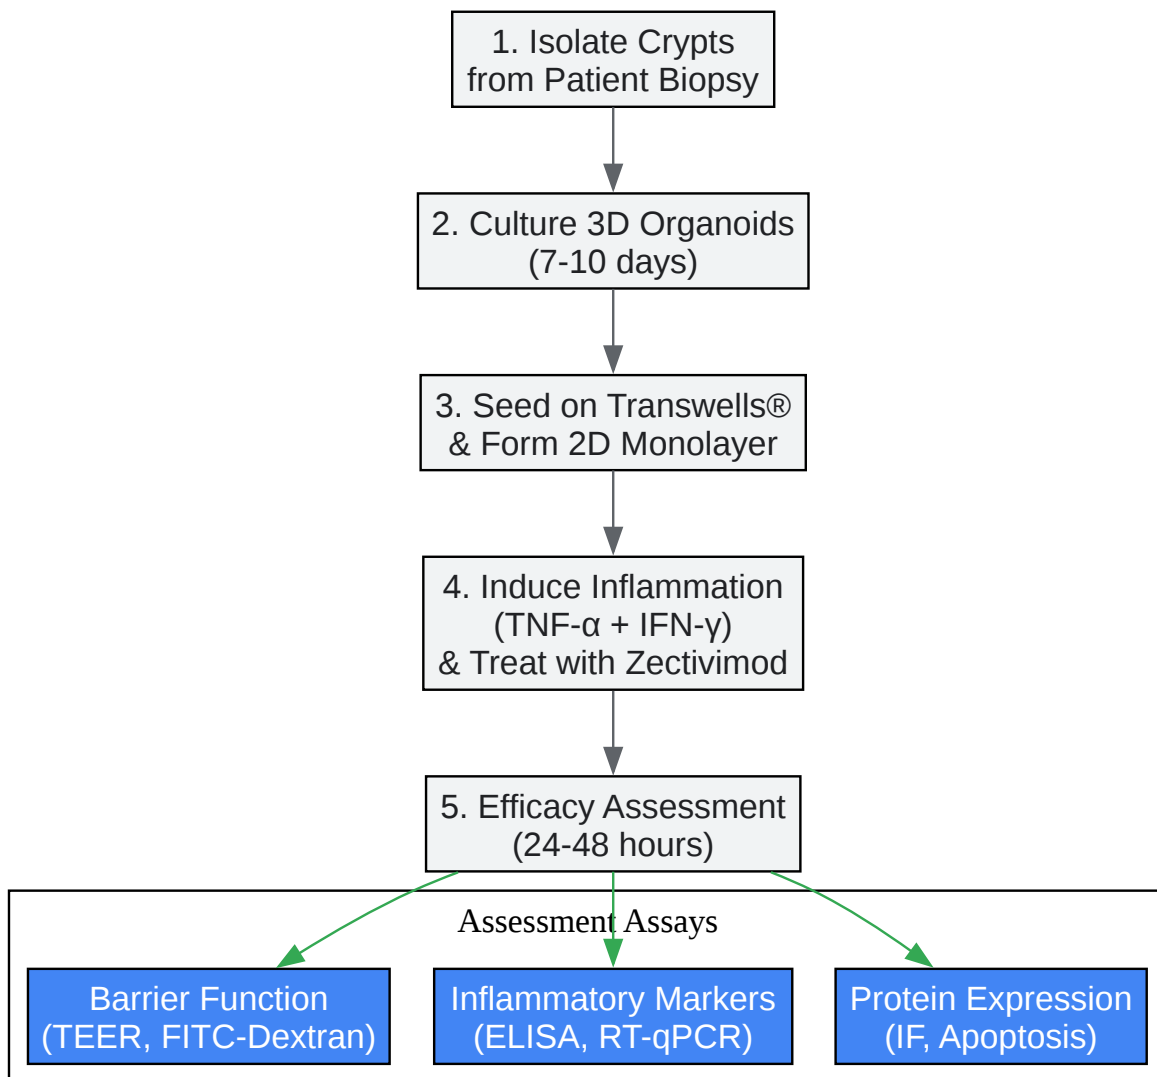 1. Isolate Crypts
from Patient Biopsy
2. Culture 3D Organoids
(7-10 days)
3. Seed on Transwells®
& Form 2D Monolayer
4. Induce Inflammation
(TNF-α + IFN-γ)
& Treat with Zectivimod
5. Efficacy Assessment
(24-48 hours)
Assessment Assays
Barrier Function
(TEER, FITC-Dextran)
Inflammatory Markers
(ELISA, RT-qPCR)
Protein Expression
(IF, Apoptosis)